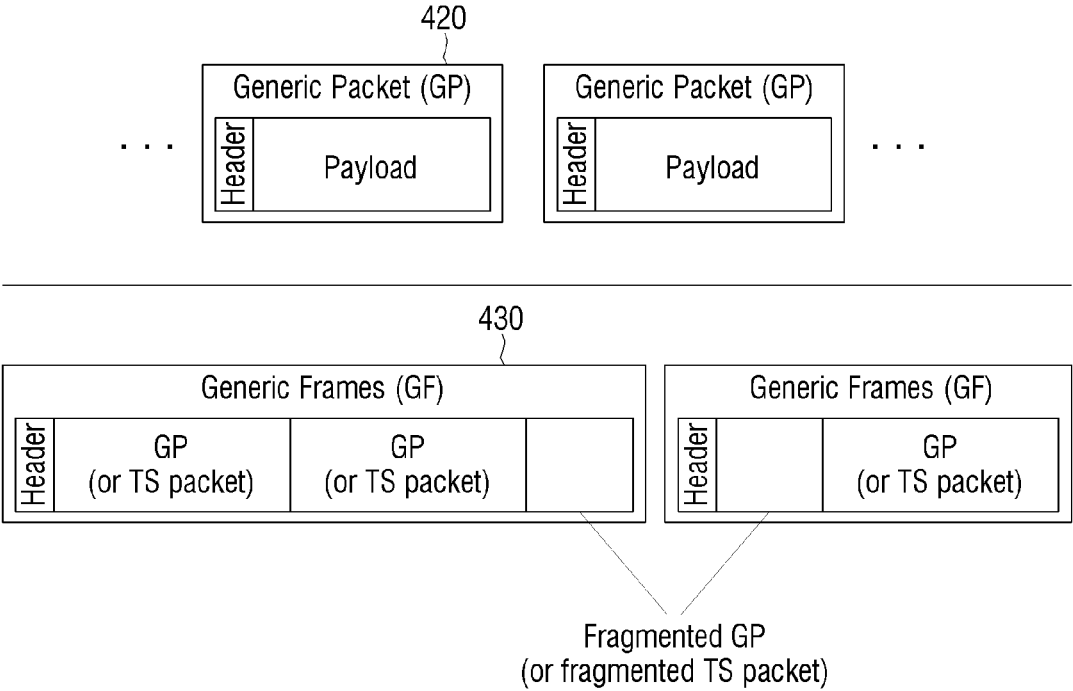 420
Generic Packet (GP)
Generic Packet (GP)
. . .
Header
Payload
Header
Payload
. . .
430
Generic Frames (GF)
Generic Frames (GF)
Header
GP
(or TS packet)
GP
(or TS packet)
Header
GP
(or TS packet)
Fragmented GP
(or fragmented TS packet)